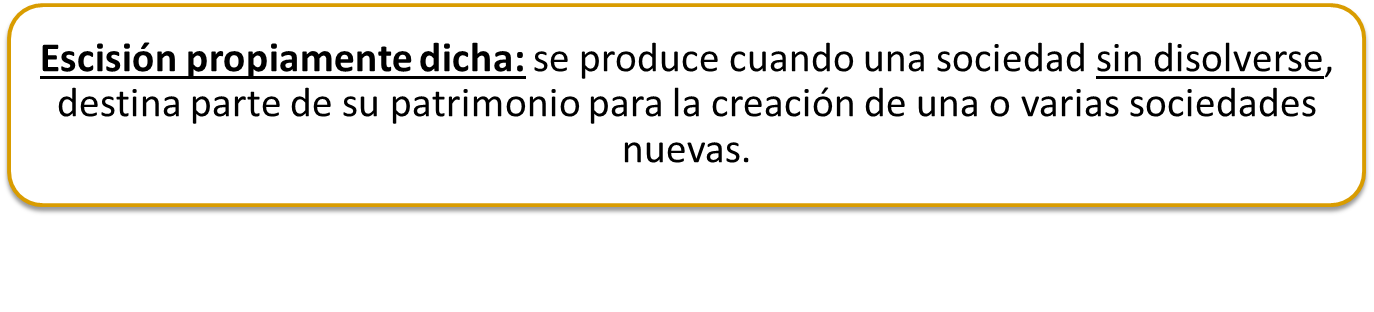 Escisión propiamente dicha: se produce cuando una sociedad sin disolverse,
destina parte de su patrimonio para la creación de una o varias sociedades
nuevas.